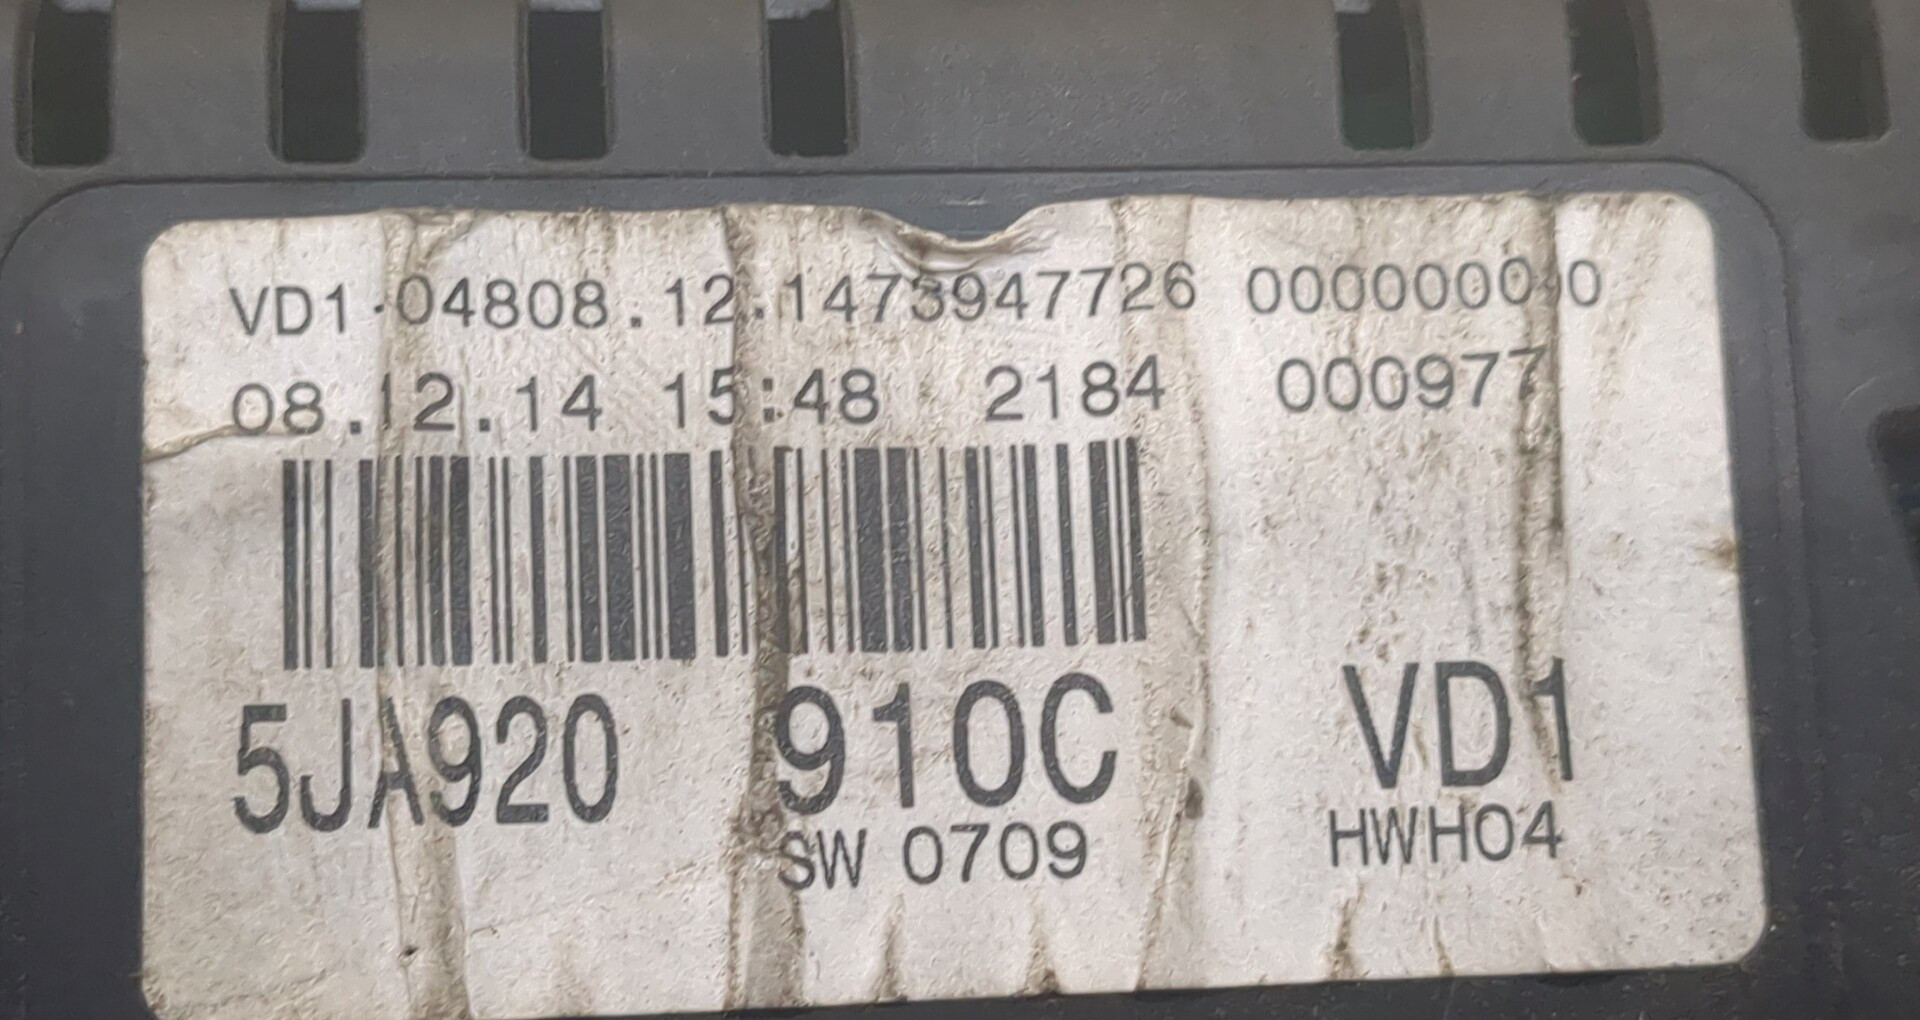 VD1-04808.12.1473947726 000000000
08.12.14 15:48 2184 000977
5JA920 910C VD1
SW 0709 HWH04